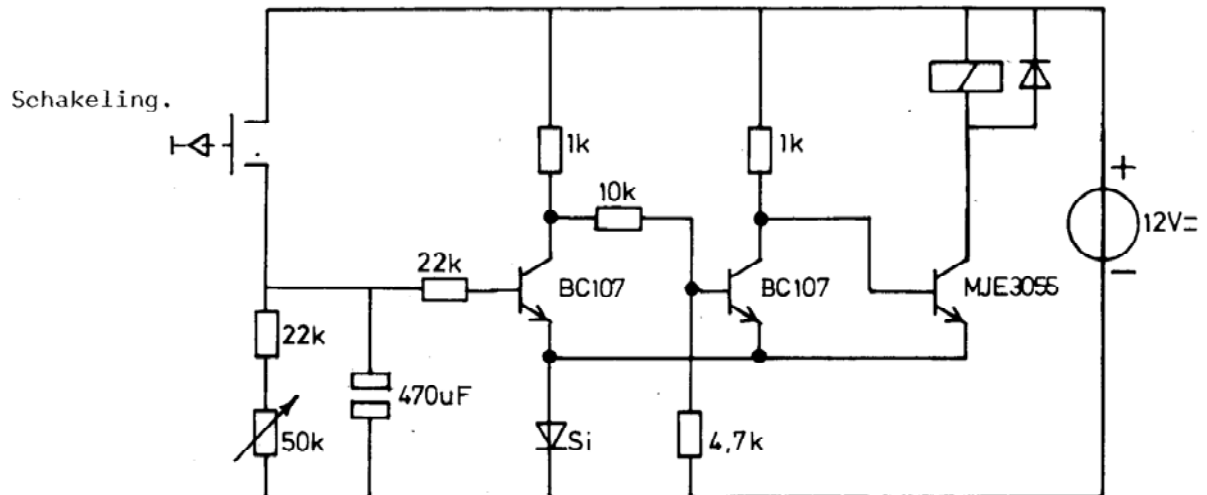 Schakeling.
1k
1k
10k
22k
BC107
BC107
MJE3055
+
12V=
−
22k
470uF
50k
Si
4,7k